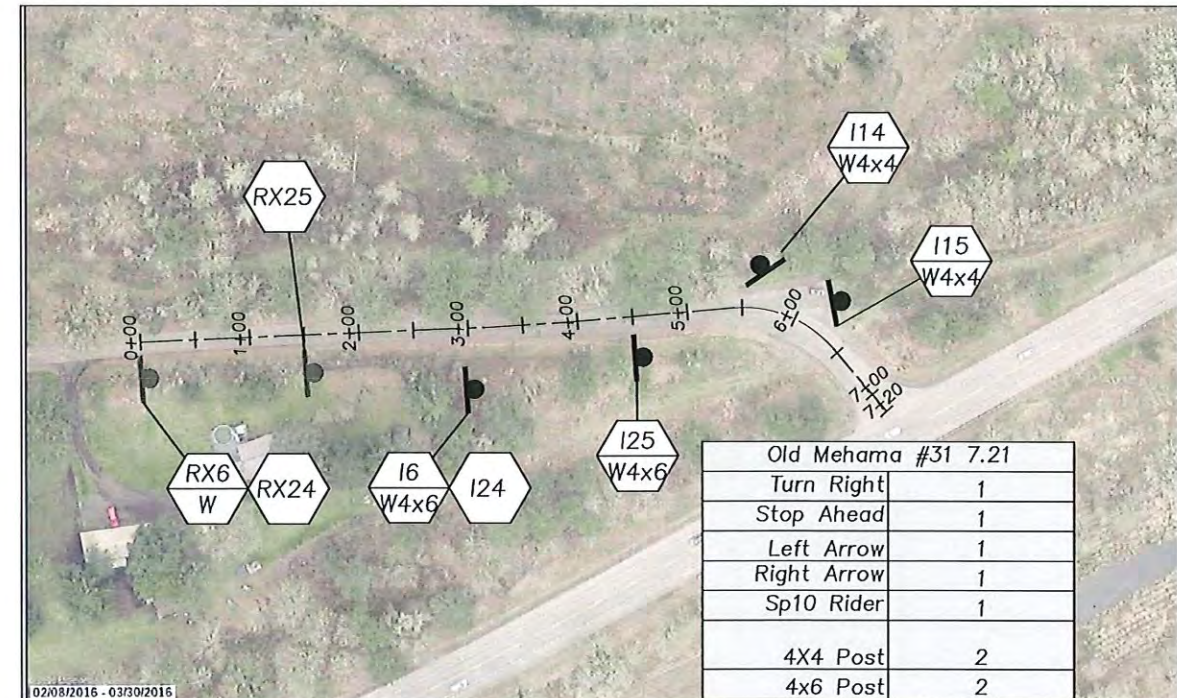 I14
W4x4
RX25
I15
W4x4
0+00
1+00
2+00
3+00
4+00
5+00
6+00
7+00
7+20
RX6
W
RX24
I6
W4x6
I24
I25
W4x6
Old Mehama #31 7.21
Turn Right 1
Stop Ahead 1
Left Arrow 1
Right Arrow 1
Sp10 Rider 1
4X4 Post 2
4x6 Post 2
02/08/2016 - 03/30/2016